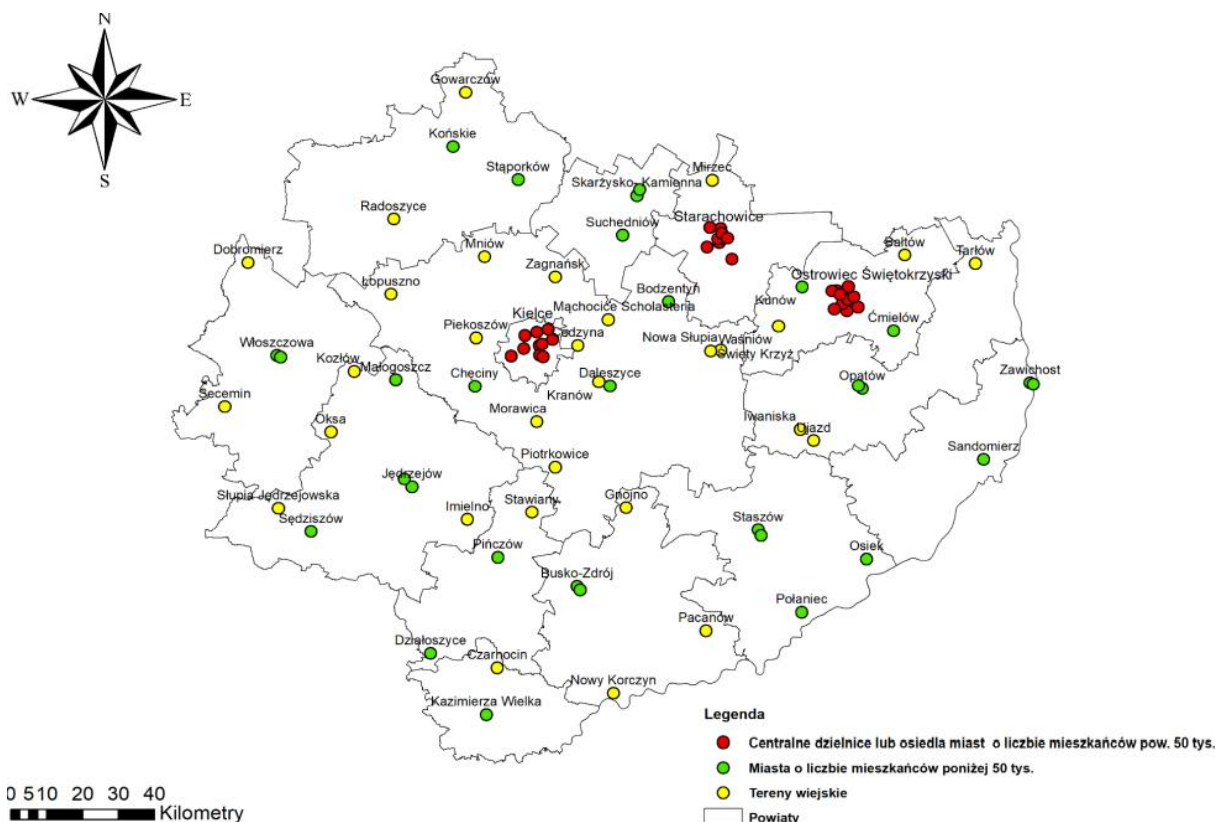 N
W
E
S
Gowarczów
Końskie
Stąporków
Skarżysko- Kamienna
Mirzec
Radoszyce
Suchedniów
Starachowice
Dobromierz
Mniów
Bałtów
Tarłów
Łopuszno
Zagnańsk
Bodzentyn
Ostrowiec Świętokrzyski
Mąchocice Scholasteria
Kunów
Piekoszów
Kielce
Cedzyna
Nowa Słupia
Waśniów
Ćmielów
Włoszczowa
Kozłów
Małogoszcz
Święty Krzyż
Chęciny
Daleszyce
Opatów
Zawichost
Secemin
Kranów
Oksa
Morawica
Iwaniska
Ujazd
Sandomierz
Jędrzejów
Piotrkowice
Słupia Jędrzejowska
Imielno
Stawiany
Gnojno
Sędziszów
Staszów
Pińczów
Osiek
Busko-Zdrój
Połaniec
Pacanów
Działoszyce
Czarnocin
Nowy Korczyn
Kazimierza Wielka
Legenda
Centralne dzielnice lub osiedla miast o liczbie mieszkańców pow. 50 tys.
Miasta o liczbie mieszkańców poniżej 50 tys.
Tereny wiejskie
Powiaty
0 5 10 20 30 40
Kilometry